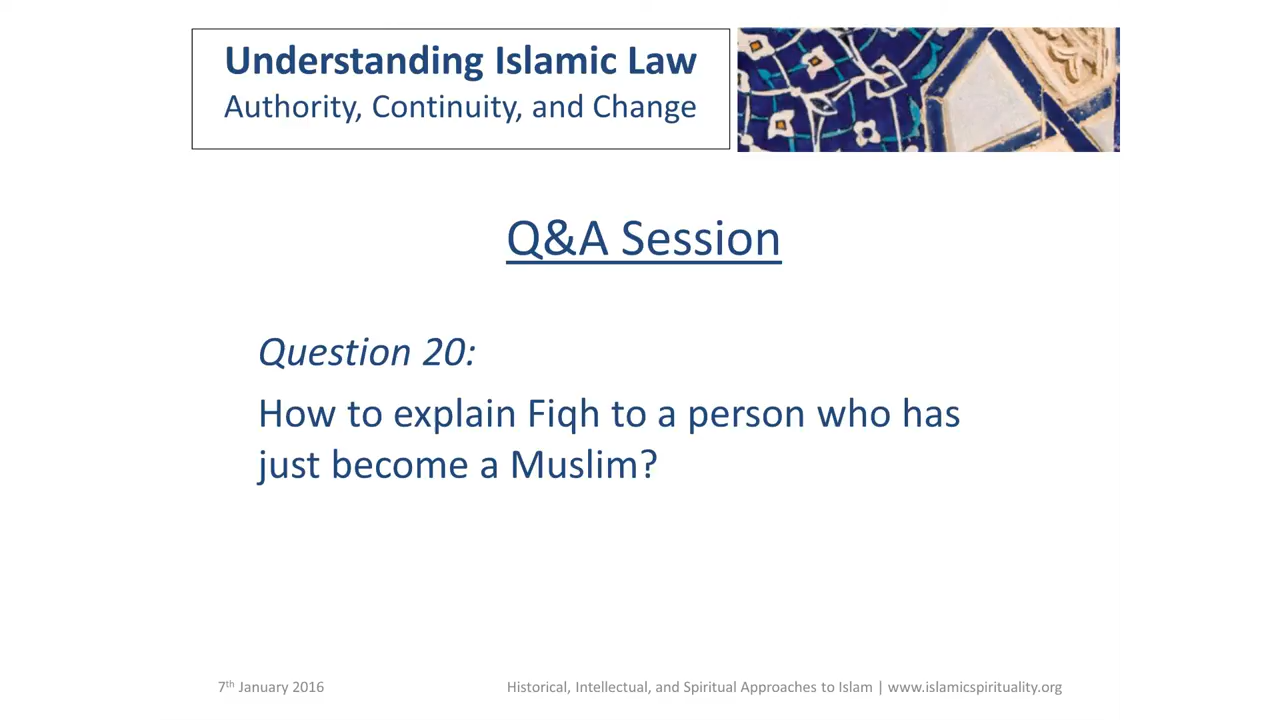 Understanding Islamic Law
Authority, Continuity, and Change
Q&A Session
Question 20:
How to explain Fiqh to a person who has
just become a Muslim?
7th January 2016
Historical, Intellectual, and Spiritual Approaches to Islam | www.islamicspirituality.org